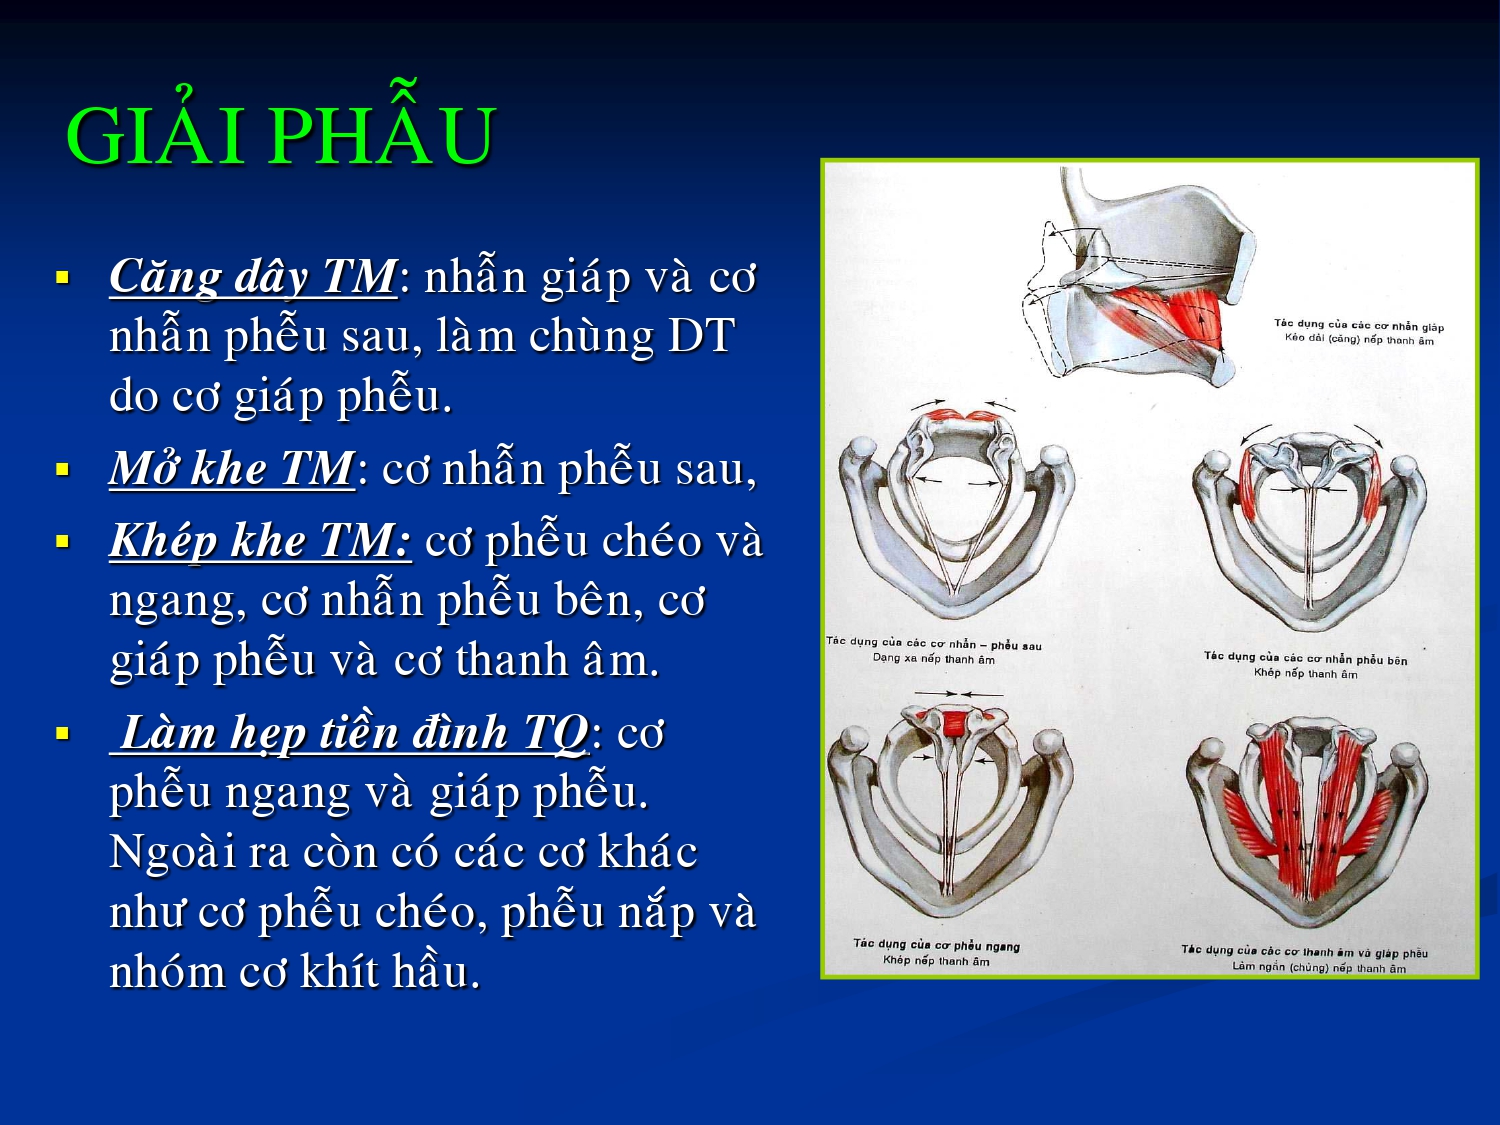 GIẢI PHẪU
Căng dây TM: nhẫn giáp và cơ
nhẫn phễu sau, làm chùng DT
do cơ giáp phễu.
Mở khe TM: cơ nhẫn phễu sau,
Khép khe TM: cơ phễu chéo và
ngang, cơ nhẫn phễu bên, cơ
giáp phễu và cơ thanh âm.
Làm hẹp tiền đình TQ: cơ
phễu ngang và giáp phễu.
Ngoài ra còn có các cơ khác
như cơ phễu chéo, phễu nắp và
nhóm cơ khít hầu.
Tác dụng của các cơ nhẫn giáp
Kéo dài (căng) nếp thanh âm
Tác dụng của các cơ nhẫn – phễu sau
Dạng xa nếp thanh âm
Tác dụng của các cơ nhẫn phễu bên
Khép nếp thanh âm
Tác dụng của cơ phễu ngang
Khép nếp thanh âm
Tác dụng của các cơ thanh âm và giáp phễu
Làm ngắn (chùng) nếp thanh âm